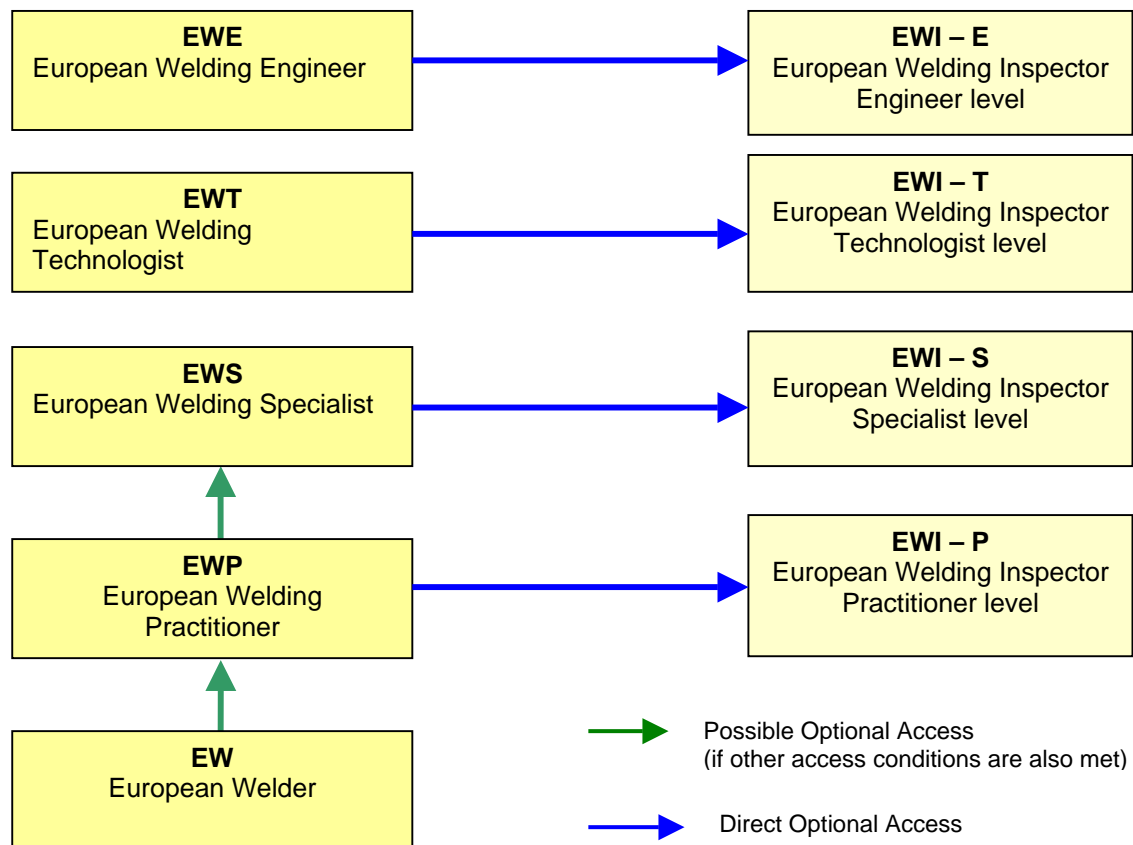 EWE
European Welding Engineer
EWI – E
European Welding Inspector
Engineer level
EWT
European Welding
Technologist
EWI – T
European Welding Inspector
Technologist level
EWS
European Welding Specialist
EWI – S
European Welding Inspector
Specialist level
EWP
European Welding
Practitioner
EWI – P
European Welding Inspector
Practitioner level
EW
European Welder
Possible Optional Access
(if other access conditions are also met)
Direct Optional Access